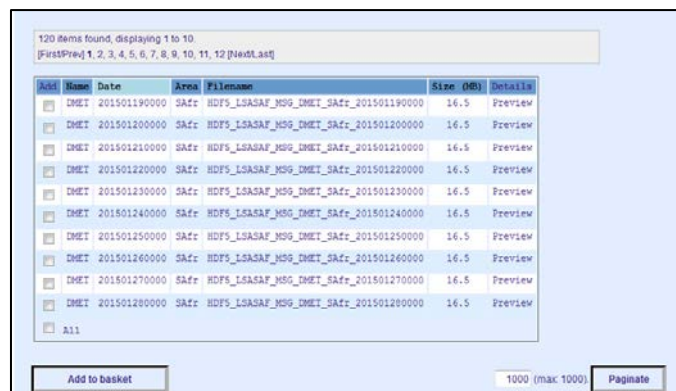 120 items found, displaying 1 to 10.
[First/Prev] 1, 2, 3, 4, 5, 6, 7, 8, 9, 10, 11, 12 [Next/Last]
Add Name Date Area Filename Size (MB) Details
DMET 201501190000 SAfr HDF5_LSASAF_MSG_DMET_SAfr_201501190000 16.5 Preview
DMET 201501200000 SAfr HDF5_LSASAF_MSG_DMET_SAfr_201501200000 16.5 Preview
DMET 201501210000 SAfr HDF5_LSASAF_MSG_DMET_SAfr_201501210000 16.5 Preview
DMET 201501220000 SAfr HDF5_LSASAF_MSG_DMET_SAfr_201501220000 16.5 Preview
DMET 201501230000 SAfr HDF5_LSASAF_MSG_DMET_SAfr_201501230000 16.5 Preview
DMET 201501240000 SAfr HDF5_LSASAF_MSG_DMET_SAfr_201501240000 16.5 Preview
DMET 201501250000 SAfr HDF5_LSASAF_MSG_DMET_SAfr_201501250000 16.5 Preview
DMET 201501260000 SAfr HDF5_LSASAF_MSG_DMET_SAfr_201501260000 16.5 Preview
DMET 201501270000 SAfr HDF5_LSASAF_MSG_DMET_SAfr_201501270000 16.5 Preview
DMET 201501280000 SAfr HDF5_LSASAF_MSG_DMET_SAfr_201501280000 16.5 Preview
All
Add to basket 1000 (max: 1000). Paginate